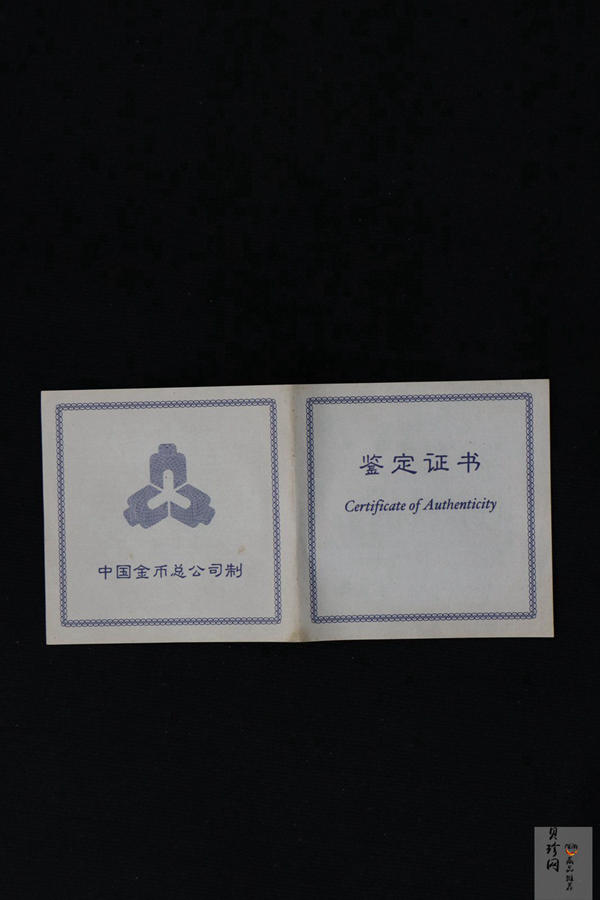 中国金币总公司制
鉴定证书
Certificate of Authenticity
贝珍网